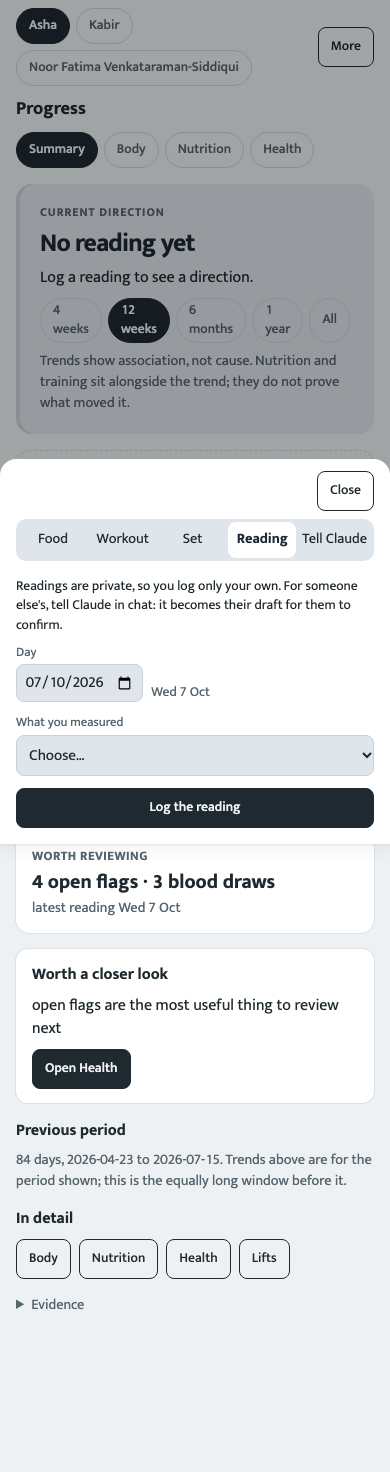 Asha
Kabir
Noor Fatima Venkataraman-Siddiqui
More
Progress
Summary
Body
Nutrition
Health
CURRENT DIRECTION
No reading yet
Log a reading to see a direction.
4
weeks
12
weeks
6
months
1
year
All
Trends show association, not cause. Nutrition and
training sit alongside the trend; they do not prove
what moved it.
Close
Food
Workout
Set
Reading
Tell Claude
Readings are private, so you log only your own. For someone
else's, tell Claude in chat: it becomes their draft for them to
confirm.
Day
07/10/2026
Wed 7 Oct
What you measured
Choose...
Log the reading
WORTH REVIEWING
4 open flags · 3 blood draws
latest reading Wed 7 Oct
Worth a closer look
open flags are the most useful thing to review
next
Open Health
Previous period
84 days, 2026-04-23 to 2026-07-15. Trends above are for the
period shown; this is the equally long window before it.
In detail
Body
Nutrition
Health
Lifts
Evidence